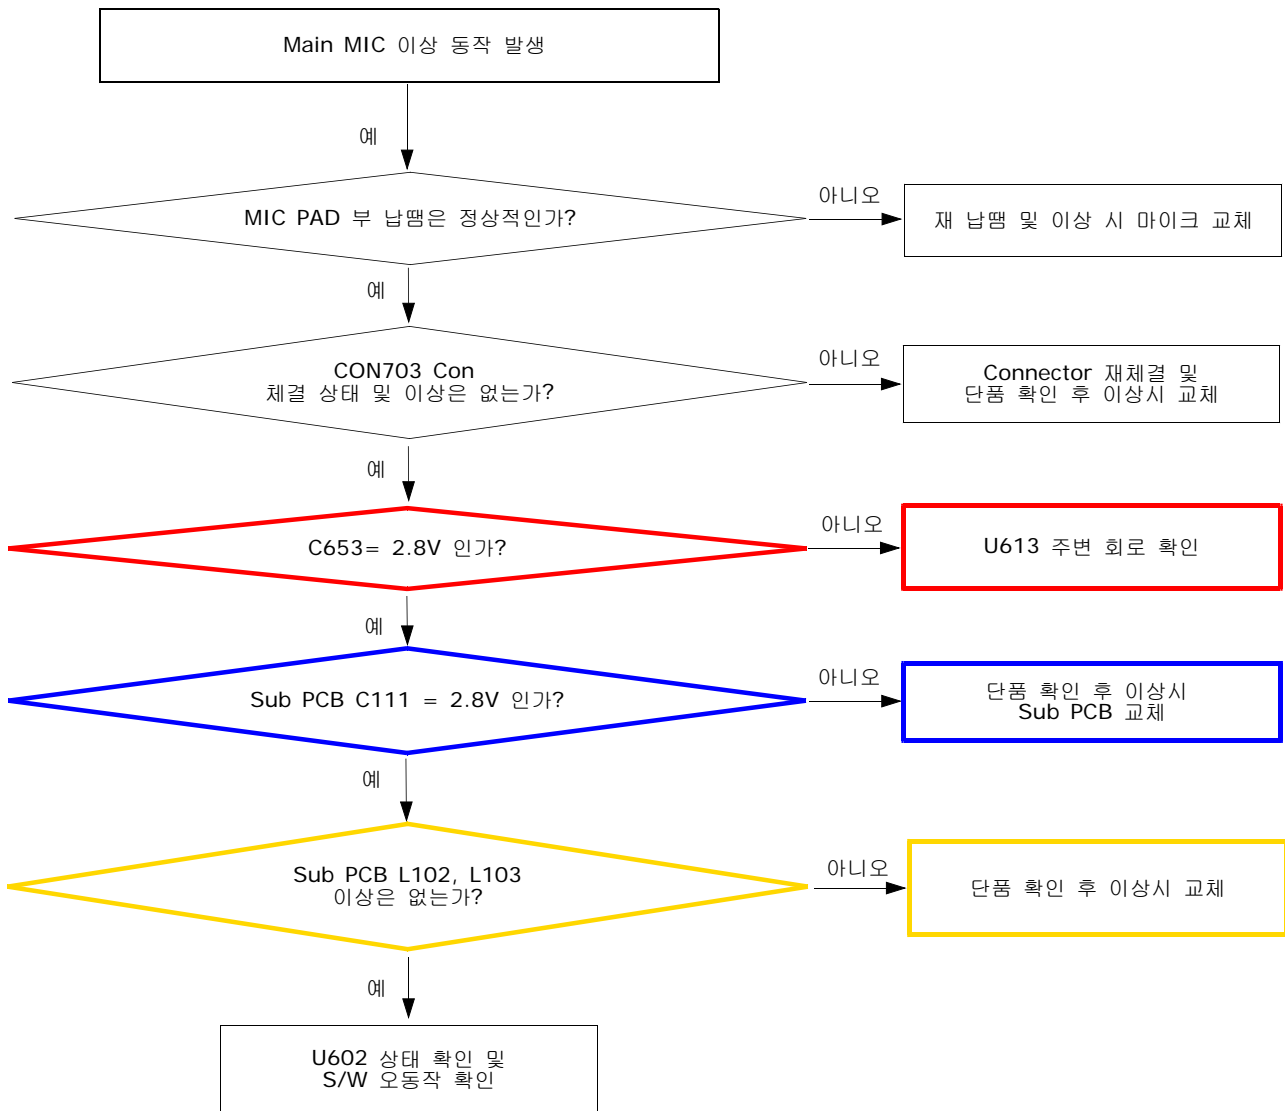 Main MIC 이상 동작 발생
예
MIC PAD 부 납땜은 정상적인가?
아니오
재 납땜 및 이상 시 마이크 교체
예
CON703 Con
체결 상태 및 이상은 없는가?
아니오
Connector 재체결 및
단품 확인 후 이상시 교체
예
C653= 2.8V 인가?
아니오
U613 주변 회로 확인
예
Sub PCB C111 = 2.8V 인가?
아니오
단품 확인 후 이상시
Sub PCB 교체
예
Sub PCB L102, L103
이상은 없는가?
아니오
단품 확인 후 이상시 교체
예
U602 상태 확인 및
S/W 오동작 확인